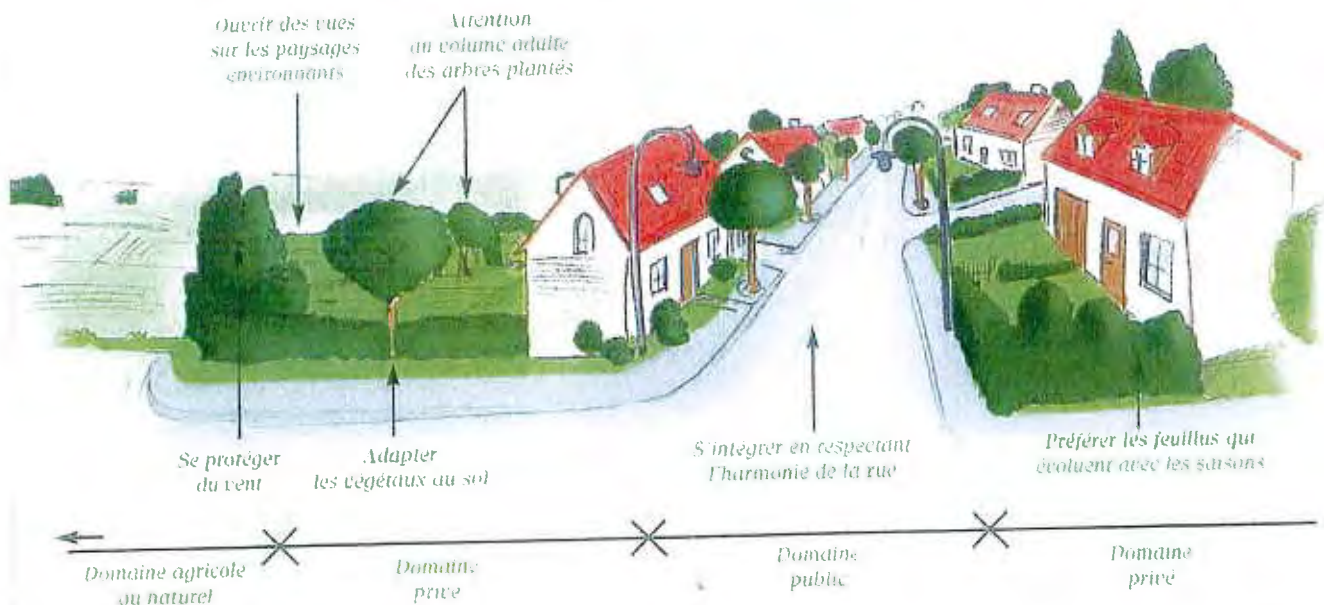 Ouvrir des vues
sur les paysages
environnants
Attention
au volume adulte
des arbres plantés
Se protéger
du vent
Adapter
les végétaux au sol
S'intégrer en respectant
l'harmonie de la rue
Préférer les feuillus qui
évoluent avec les saisons
Domaine agricole
ou naturel
Domaine
privé
Domaine
public
Domaine
privé